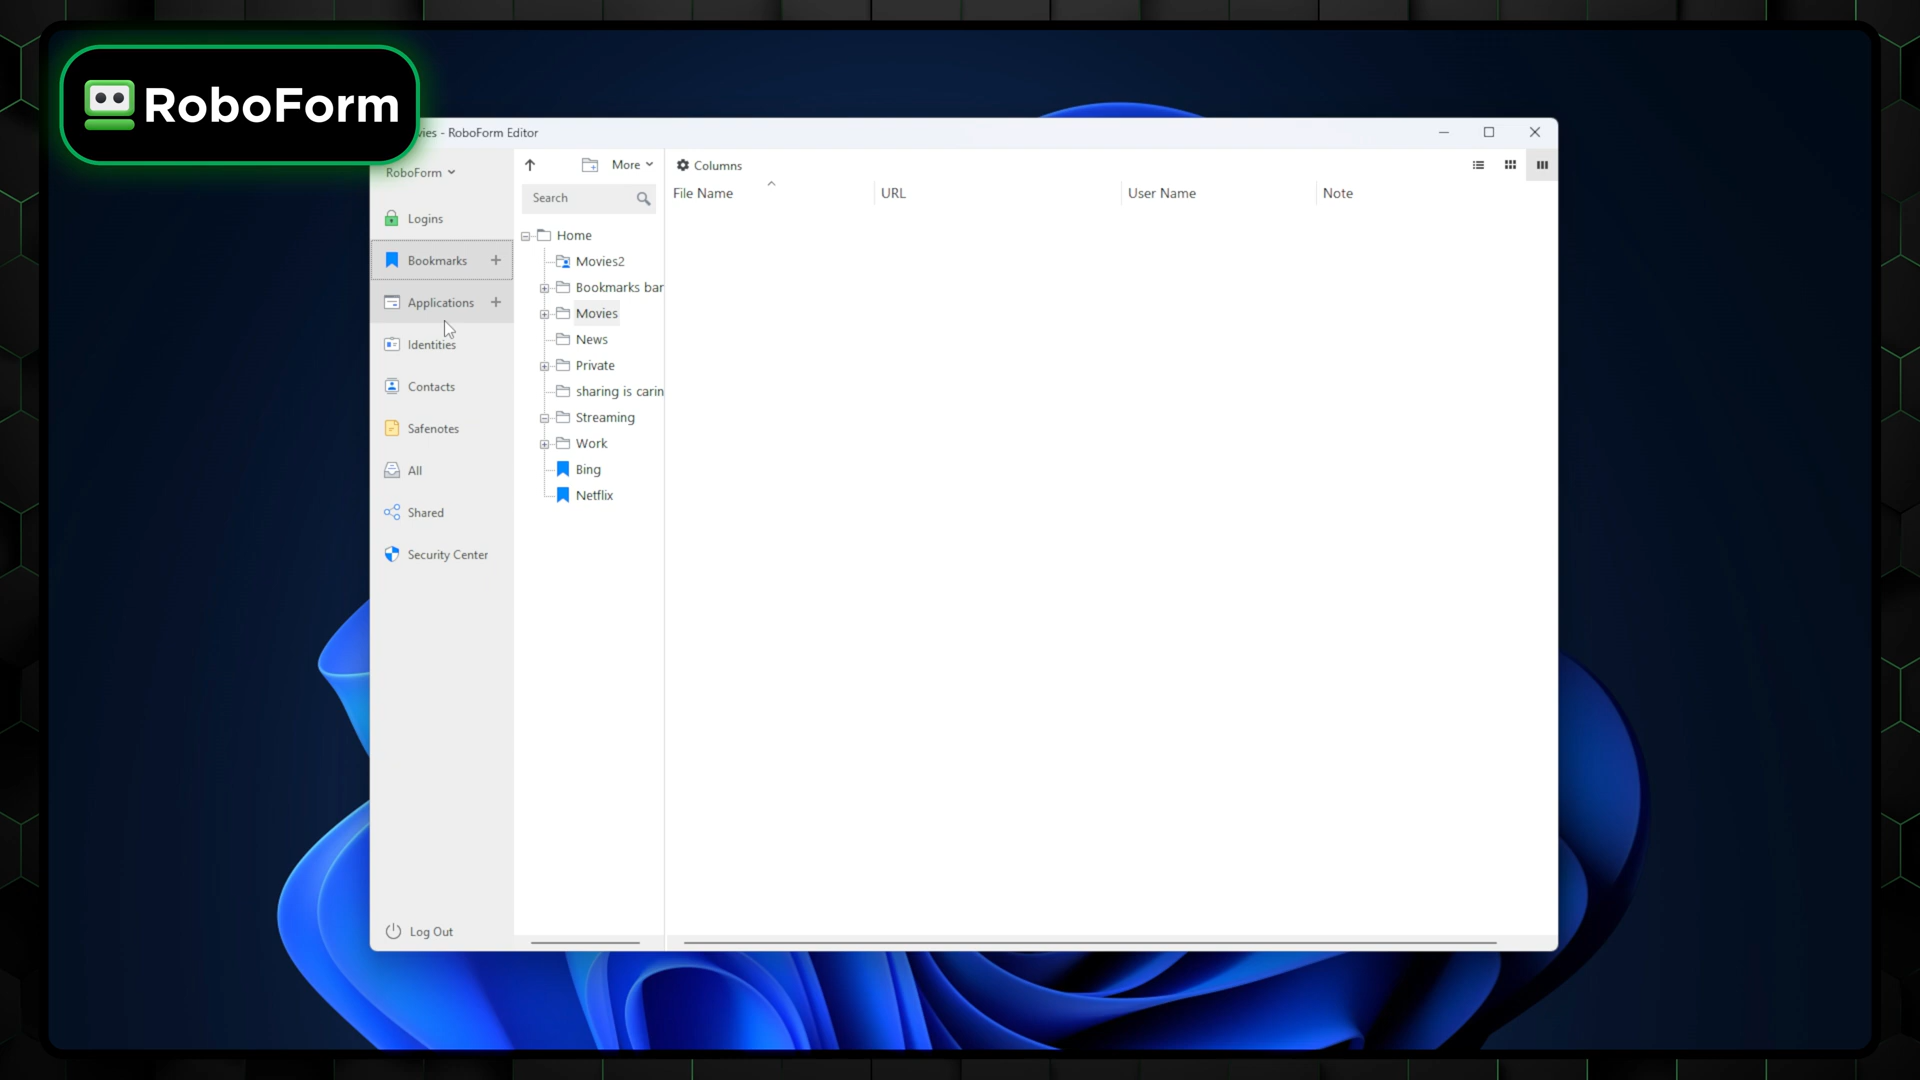 RoboForm
vies - RoboForm Editor
RoboForm
Logins
Bookmarks
Applications
Identities
Contacts
Safenotes
All
Shared
Security Center
Log Out
More
Search
Home
Movies2
Bookmarks bar
Movies
News
Private
sharing is carin
Streaming
Work
Bing
Netflix
Columns
File Name URL User Name Note